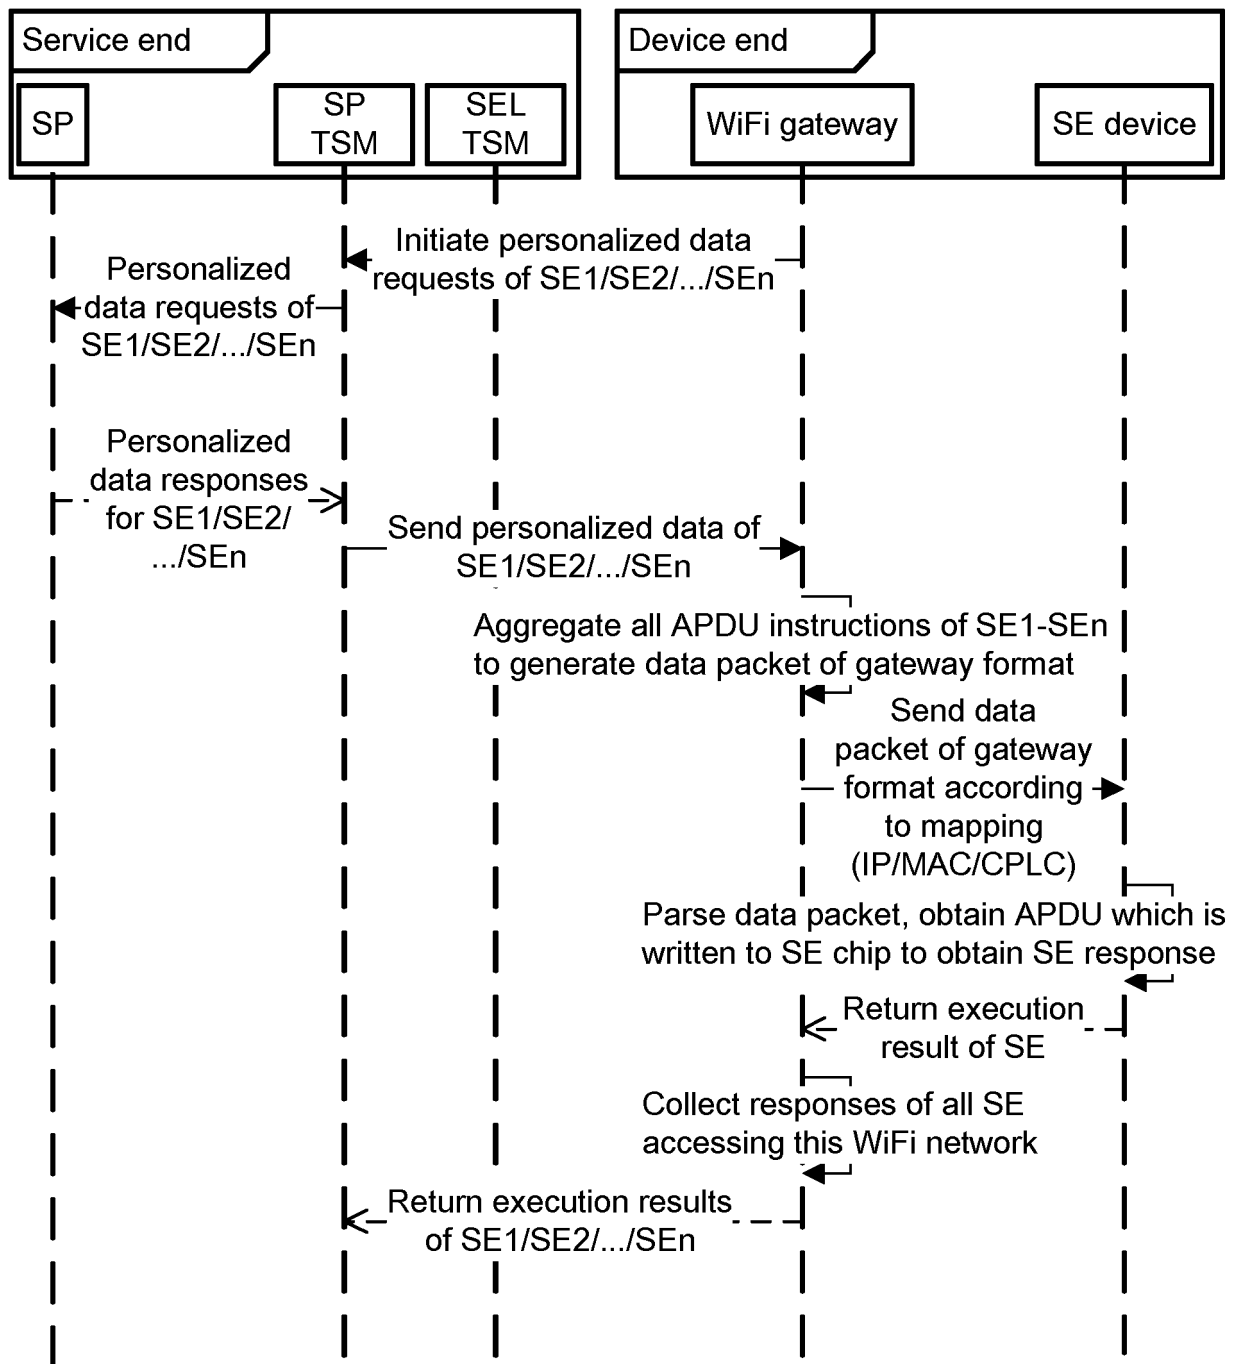 Service end
Device end
SP
SP
TSM
SEL
TSM
WiFi gateway
SE device
Initiate personalized data
requests of SE1/SE2/.../SEn
Personalized
data requests of
SE1/SE2/.../SEn
Personalized
data responses
for SE1/SE2/
.../SEn
Send personalized data of
SE1/SE2/.../SEn
Aggregate all APDU instructions of SE1-SEn
to generate data packet of gateway format
Send data
packet of gateway
format according
to mapping
(IP/MAC/CPLC)
Parse data packet, obtain APDU which is
written to SE chip to obtain SE response
Return execution
result of SE
Collect responses of all SE
accessing this WiFi network
Return execution results
of SE1/SE2/.../SEn